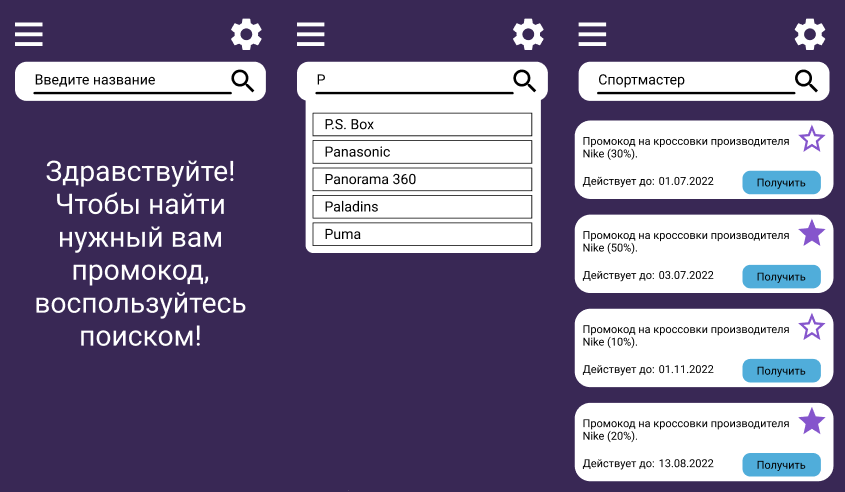 Введите название
Здравствуйте!
Чтобы найти
нужный вам
промокод,
воспользуйтесь
поиском!
P
P.S. Box
Panasonic
Panorama 360
Paladins
Puma
Спортмастер
Промокод на кроссовки производителя
Nike (30%).
Действует до: 01.07.2022
Получить
Промокод на кроссовки производителя
Nike (50%).
Действует до: 03.07.2022
Получить
Промокод на кроссовки производителя
Nike (10%).
Действует до: 01.11.2022
Получить
Промокод на кроссовки производителя
Nike (20%).
Действует до: 13.08.2022
Получить